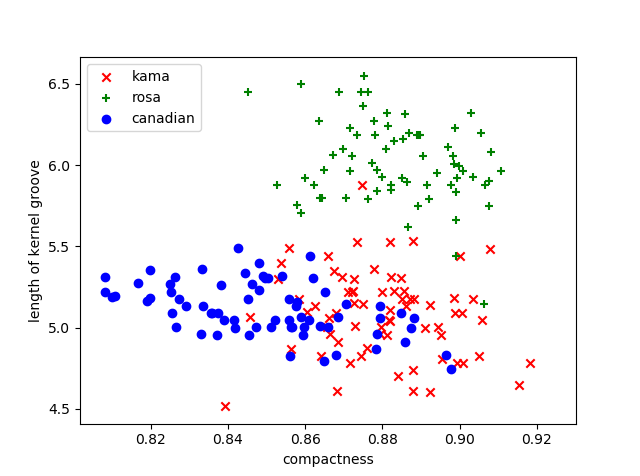 kama
rosa
canadian
length of kernel groove
6.5
6.0
5.5
5.0
4.5
0.82 0.84 0.86 0.88 0.90 0.92
compactness